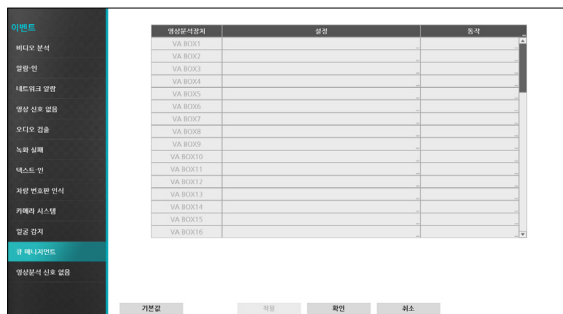 이벤트
비디오 분석
알람-인
네트워크 알람
영상 신호 없음
오디오 검출
녹화 실패
텍스트-인
차량 번호판 인식
카메라 시스템
얼굴 감지
큐 매니지먼트
영상분석 신호 없음
영상분석장치 설정 동작
VA BOX1
VA BOX2
VA BOX3
VA BOX4
VA BOX5
VA BOX6
VA BOX7
VA BOX8
VA BOX9
VA BOX10
VA BOX11
VA BOX12
VA BOX13
VA BOX14
VA BOX15
VA BOX16
기본값 적용 확인 취소